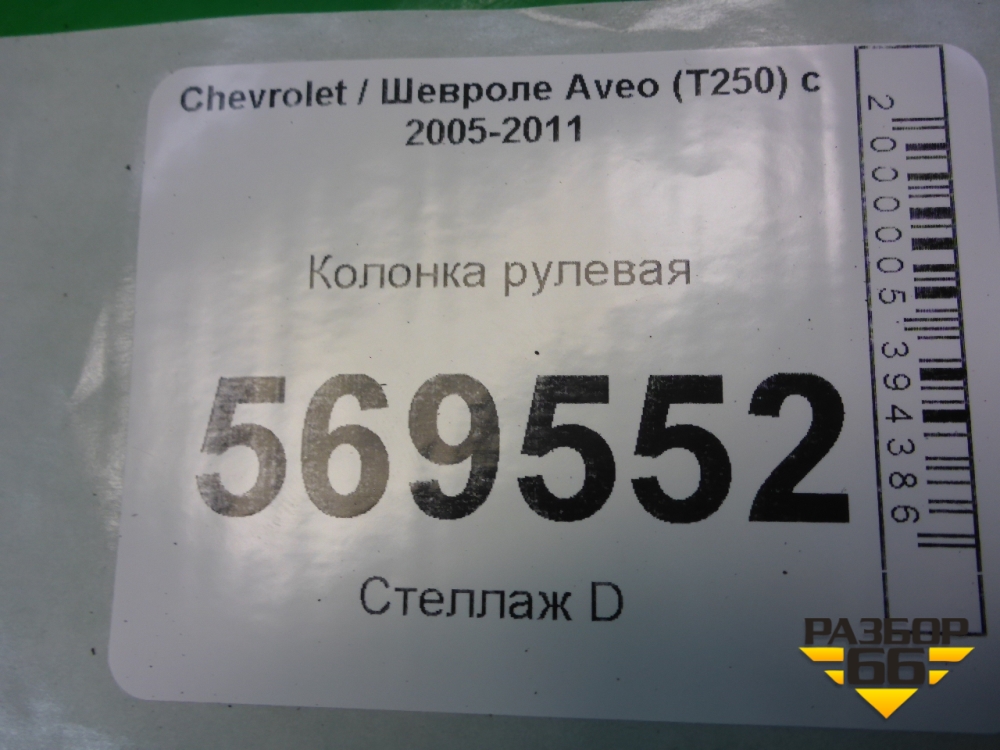 Chevrolet / Шевроле Aveo (T250) с
2005-2011
Колонка рулевая
569552
Стеллаж D
2000005394386
РАЗБОР
66